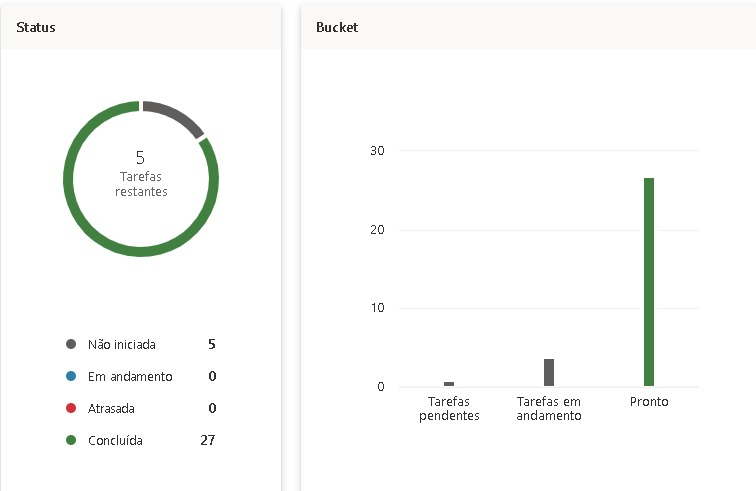 Status
5
Tarefas
restantes
Não iniciada 5
Em andamento 0
Atrasada 0
Concluída 27
Bucket
30
20
10
0
Tarefas
pendentes
Tarefas em
andamento
Pronto